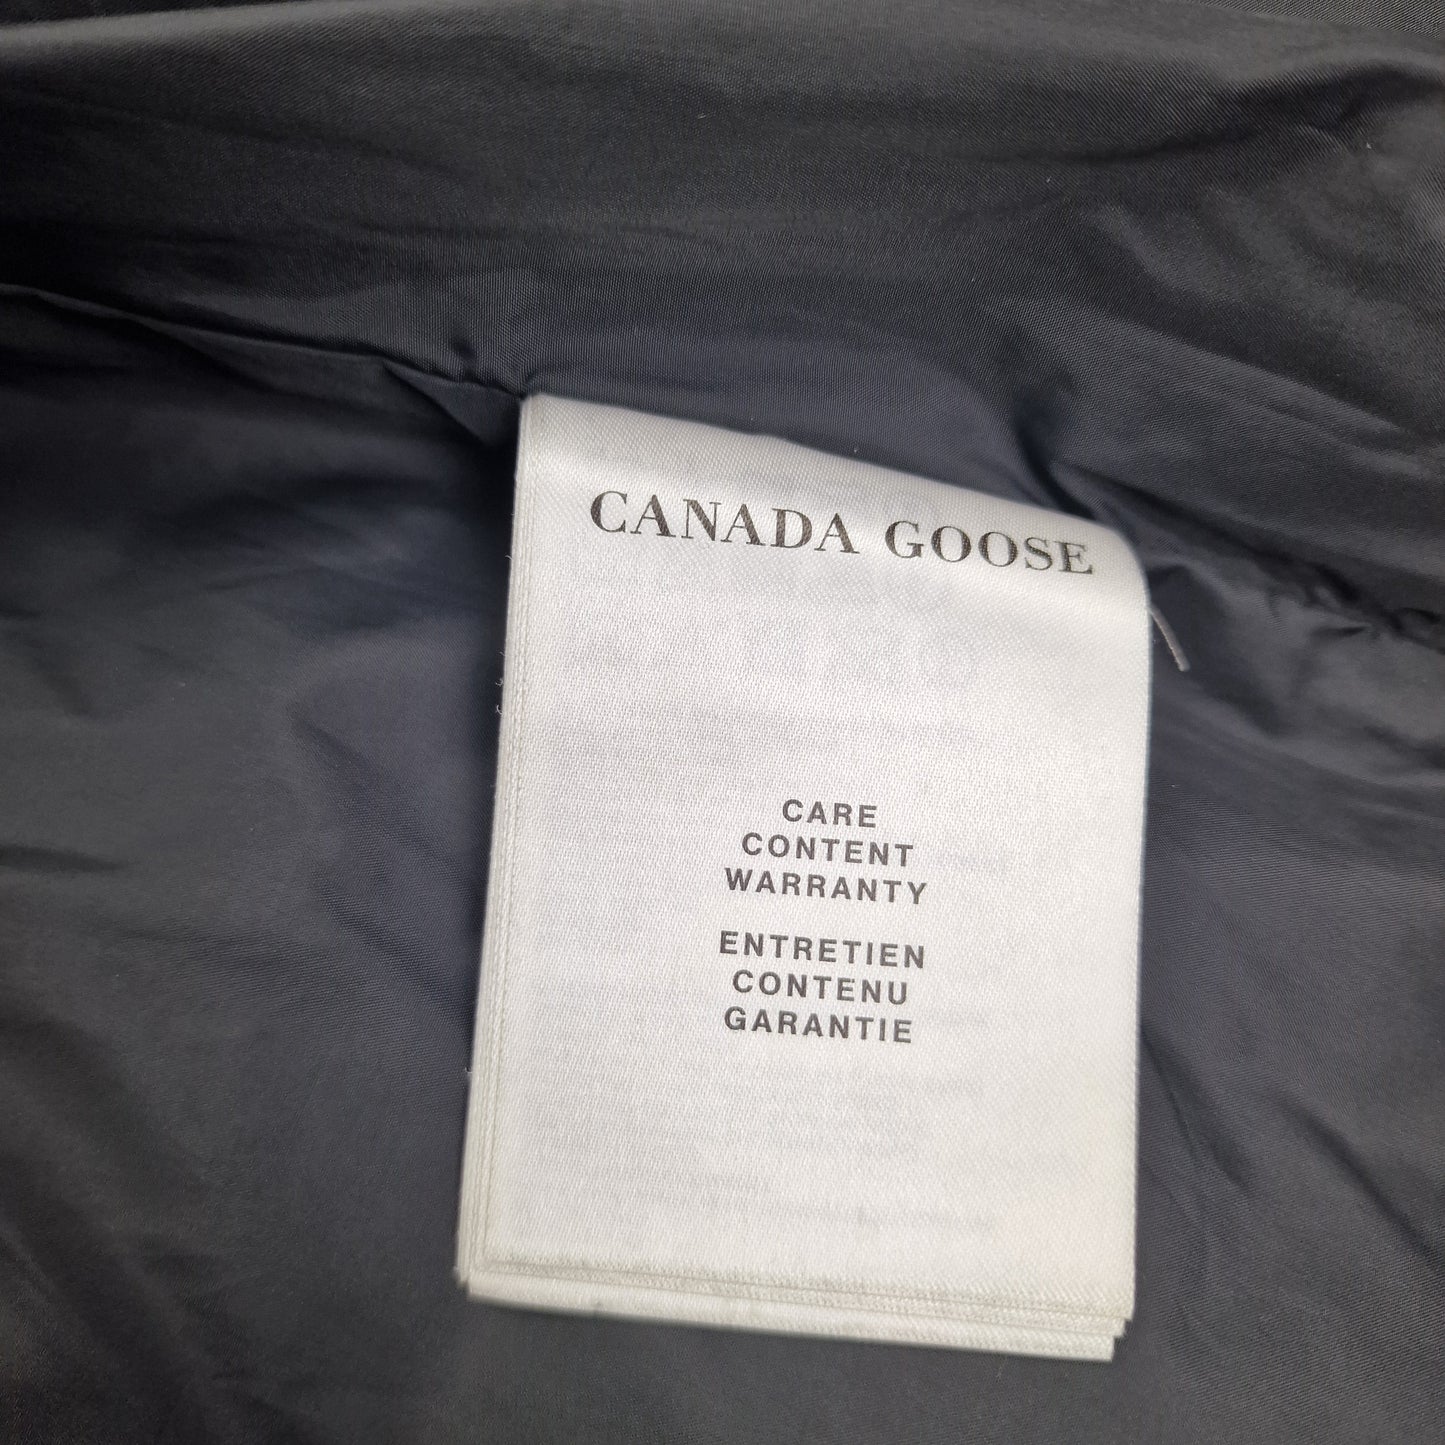 CANADA GOOSE
CARE
CONTENT
WARRANTY
ENTRETIEN
CONTENU
GARANTIE